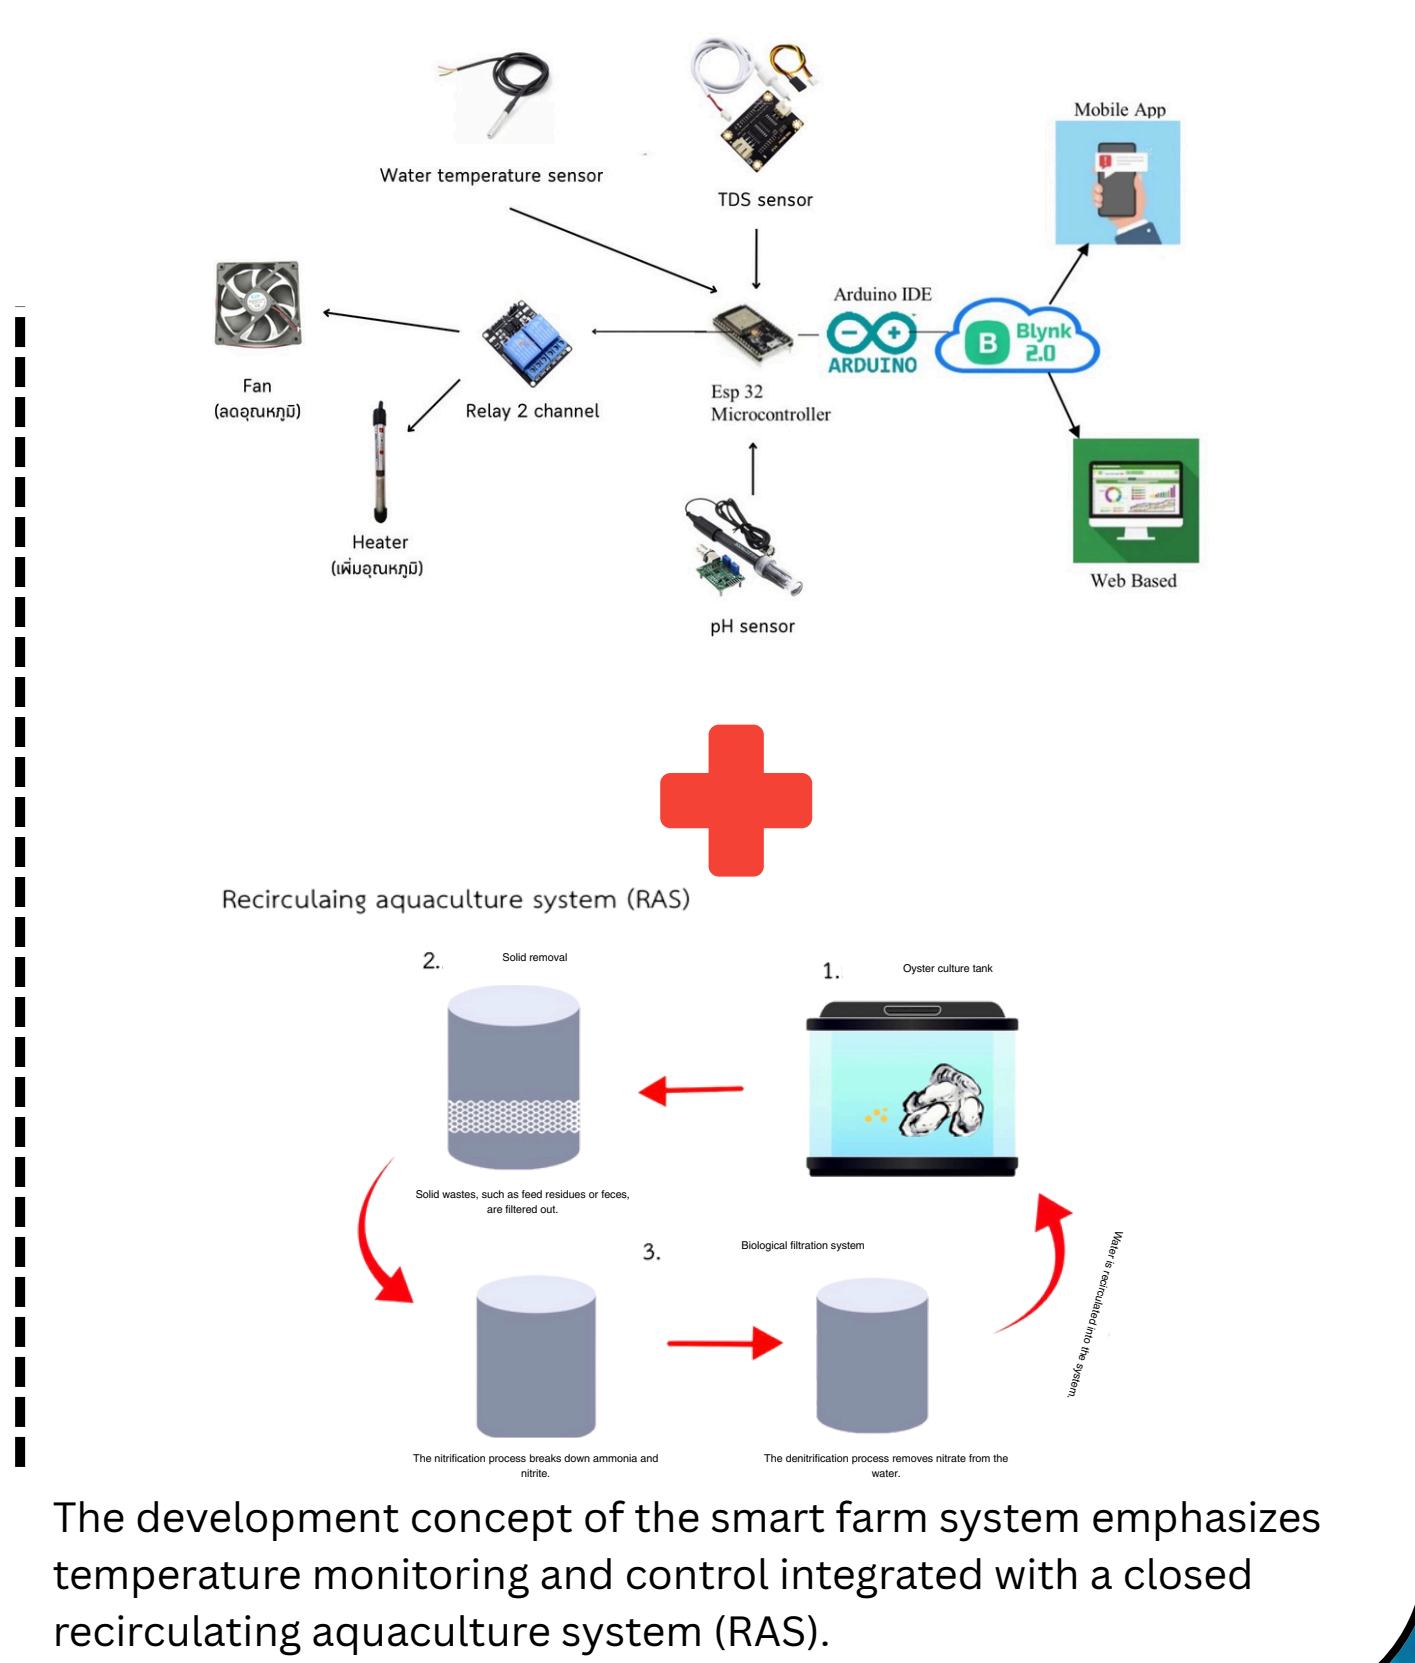 Water temperature sensor
TDS sensor
Mobile App
Fan
(ลดอุณหภูมิ)
Relay 2 channel
Heater
(เพิ่มอุณหภูมิ)
Esp 32
Microcontroller
Arduino IDE
ARDUINO
B Blynk
2.0
pH sensor
Web Based
Recirculaing aquaculture system (RAS)
2.
Solid removal
1.
Oyster culture tank
Solid wastes, such as feed residues or feces,
are filtered out.
3.
Biological filtration system
Water is recirculated into the system.
The nitrification process breaks down ammonia and
nitrite.
The denitrification process removes nitrate from the
water.
The development concept of the smart farm system emphasizes
temperature monitoring and control integrated with a closed
recirculating aquaculture system (RAS).